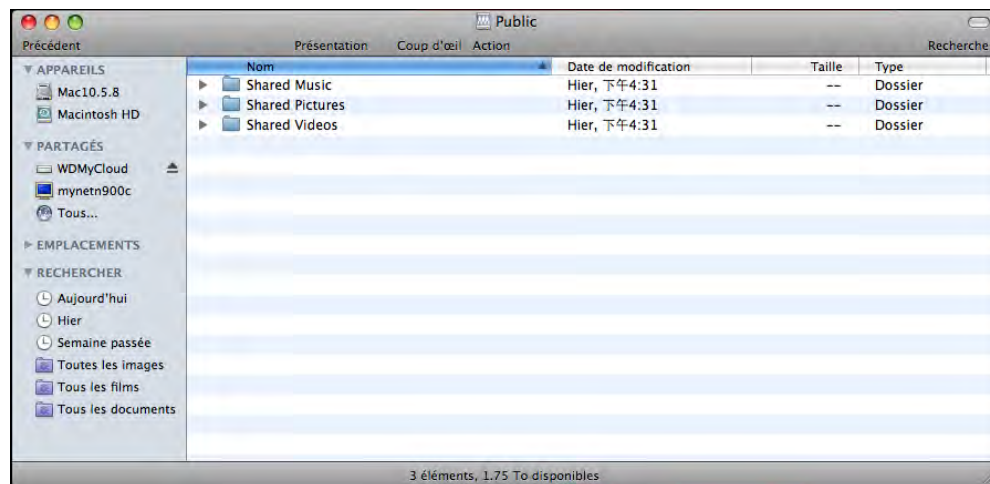 Public
Précédent Présentation Coup d'œil Action Recherche
Nom Date de modification Taille Type
Shared Music Hier, 下午4:31 -- Dossier
Shared Pictures Hier, 下午4:31 -- Dossier
Shared Videos Hier, 下午4:31 -- Dossier
APPAREILS
Mac10.5.8
Macintosh HD
PARTAGÉS
WDMyCloud
mynetn900c
Tous...
EMPLACEMENTS
RECHERCHER
Aujourd'hui
Hier
Semaine passée
Toutes les images
Tous les films
Tous les documents
3 éléments, 1.75 To disponibles